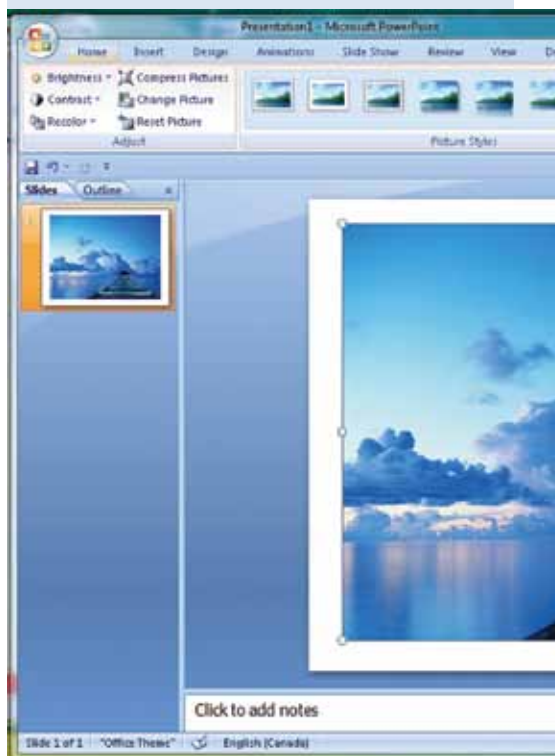 Presentation1 - Microsoft PowerPoint
Home Insert Design Animations Slide Show Review View D
Brightness Compress Pictures
Contrast Change Picture
Recolor Reset Picture
Adjust Picture Styles
Slides Outline x
1
Click to add notes
Slide 1 of 1 "Office Theme" English (Canada)